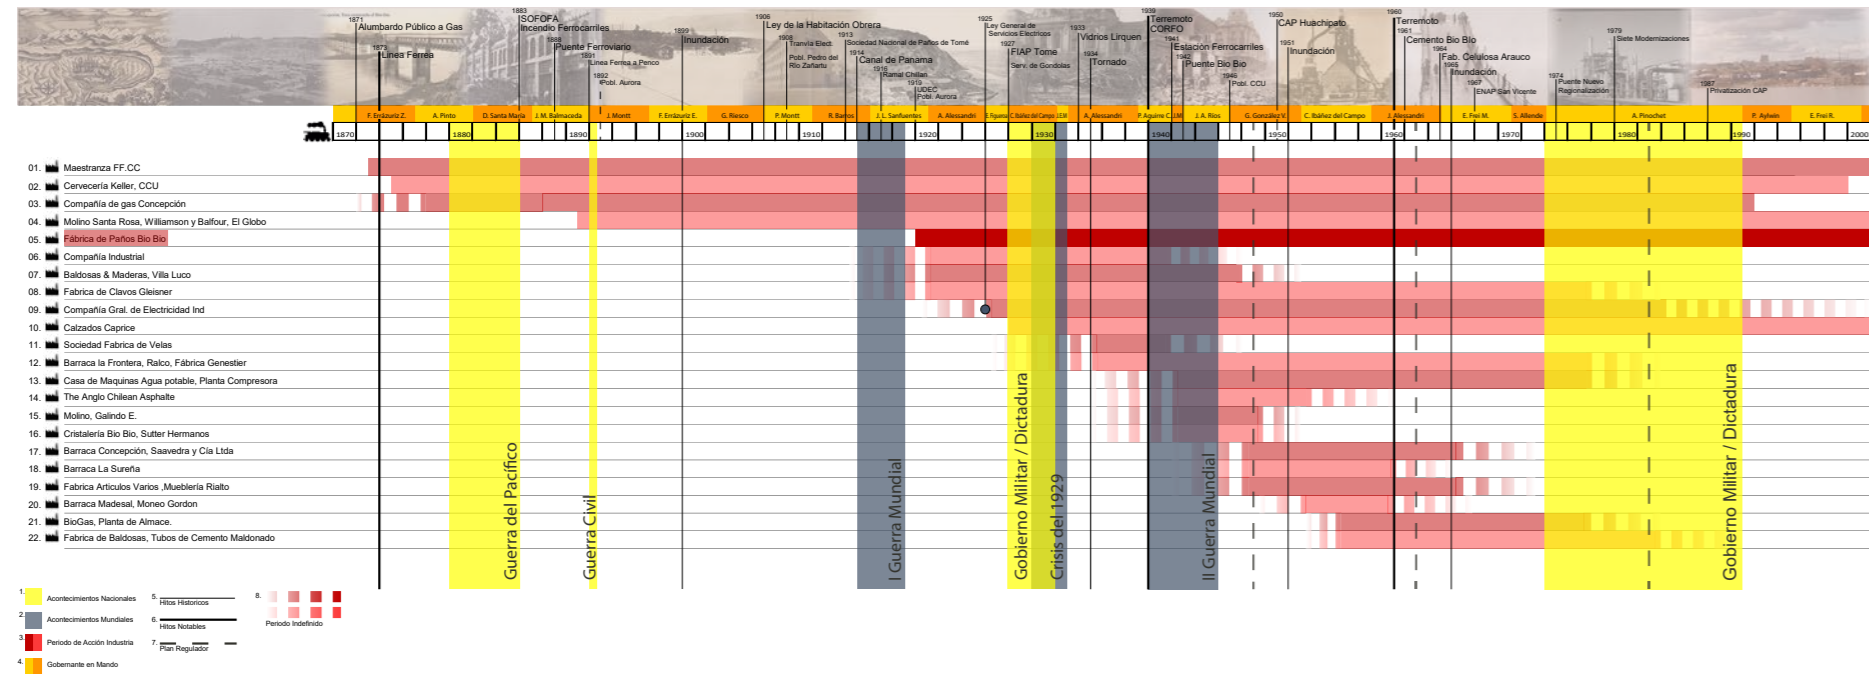 1871
Alumbardo Público a Gas
1873
Linea Ferrea
1883
SOFOFA
Incendio Ferrocarriles
1888
Puente Ferroviario
1891
Linea Ferrea a Penco
1892
Pobl. Aurora
1899
Inundación
1906
Ley de la Habitación Obrera
1908
Tranvia Elect.
Pobl. Pedro del
Río Zañartu
1913
Sociedad Nacional de Paños de Tomé
1914
Canal de Panama
1916
Ramal Chillan
1919
UDEC
Pobl. Aurora
1925
Ley General de
Servicios Electricos
1927
FIAP Tome
Serv. de Gondolas
1933
Vidrios Lirquen
1934
Tornado
1939
Terremoto
CORFO
1941
Estación Ferrocarriles
1942
Puente Bio Bio
1946
Pobl. CCU
1950
CAP Huachipato
1951
Inundación
1960
Terremoto
1961
Cemento Bio BIo
1964
Fab. Celulosa Arauco
1965
Inundación
1967
ENAP San Vicente
1974
Puente Nuevo
Regionalización
1979
Siete Modernizaciones
1987
Privatización CAP
F. Errázuriz Z. A. Pinto D. Santa María J. M. Balmaceda J. Montt F. Errázuriz E. G. Riesco P. Montt R. Barros J. L. Sanfuentes A. Alessandri E. Figueroa C. Ibáñez del Campo J.E.M A. Alessandri P. Aguirre C. J.M J. A. Ríos G. González V. C. Ibáñez del Campo J. Alessandri E. Frei M. S. Allende A. Pinochet P. Aylwin E. Frei R.
1870 1880 1890 1900 1910 1920 1930 1940 1950 1960 1970 1980 1990 2000
01. Maestranza FF.CC
02. Cervecería Keller, CCU
03. Compañía de gas Concepción
04. Molino Santa Rosa, Williamson y Balfour, El Globo
05. Fábrica de Paños Bio Bio
06. Compañía Industrial
07. Baldosas & Maderas, Villa Luco
08. Fabrica de Clavos Gleisner
09. Compañía Gral. de Electricidad Ind
10. Calzados Caprice
11. Sociedad Fabrica de Velas
12. Barraca la Frontera, Ralco, Fábrica Genestier
13. Casa de Maquinas Agua potable, Planta Compresora
14. The Anglo Chilean Asphalte
15. Molino, Galindo E.
16. Cristalería Bio Bio, Sutter Hermanos
17. Barraca Concepción, Saavedra y Cía Ltda
18. Barraca La Sureña
19. Fabrica Articulos Varios ,Mueblería Rialto
20. Barraca Madesal, Moneo Gordon
21. BioGas, Planta de Almace.
22. Fabrica de Baldosas, Tubos de Cemento Maldonado
Guerra del Pacífico
Guerra Civil
I Guerra Mundial
Gobierno Militar / Dictadura
Crisis del 1929
II Guerra Mundial
Gobierno Militar / Dictadura
1. Acontecimientos Nacionales
2. Acontecimientos Mundiales
3. Periodo de Acción Industria
4. Gobernante en Mando
5. Hitos Historicos
6. Hitos Notables
7. Plan Regulador
8. Periodo Indefinido